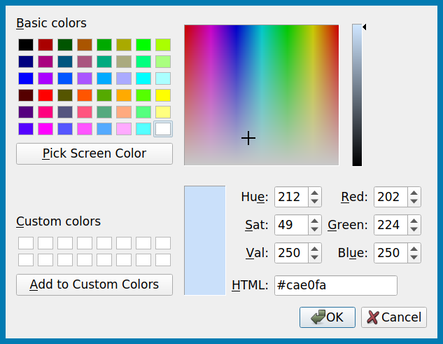 Basic colors
Pick Screen Color
Hue: 212 Red: 202
Custom colors
Sat: 49 Green: 224
Val: 250 Blue: 250
Add to Custom Colors
HTML: #cae0fa
OK Cancel